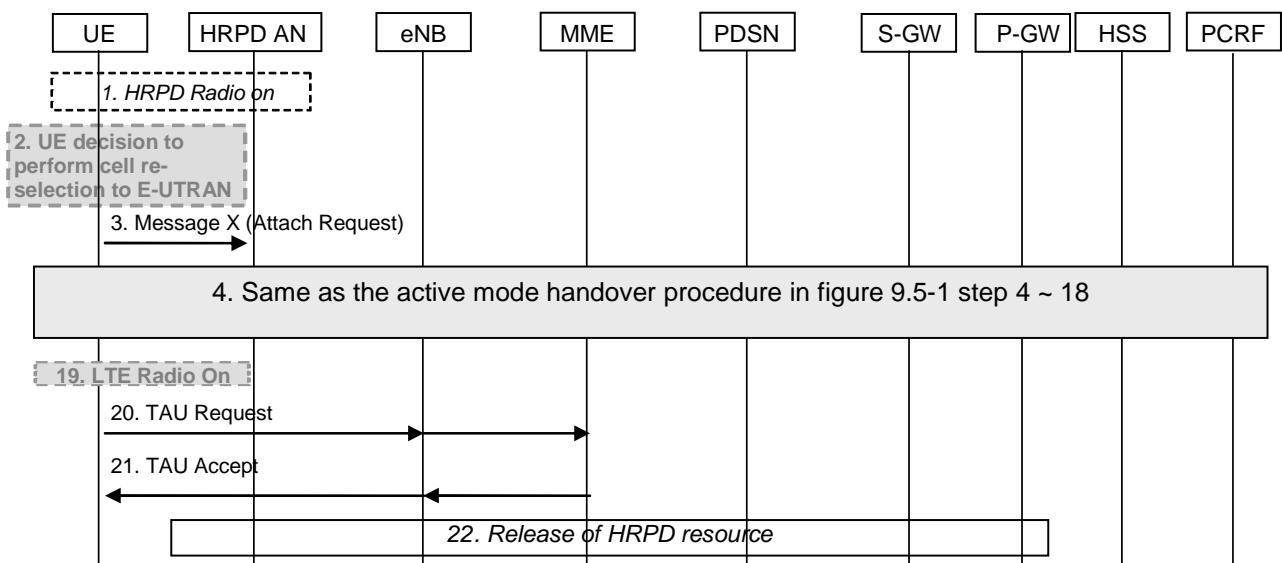 UE HRPD AN eNB MME PDSN S-GW P-GW HSS PCRF
1. HRPD Radio on
2. UE decision to
perform cell re-
selection to E-UTRAN
3. Message X (Attach Request)
4. Same as the active mode handover procedure in figure 9.5-1 step 4 ~ 18
19. LTE Radio On
20. TAU Request
21. TAU Accept
22. Release of HRPD resource